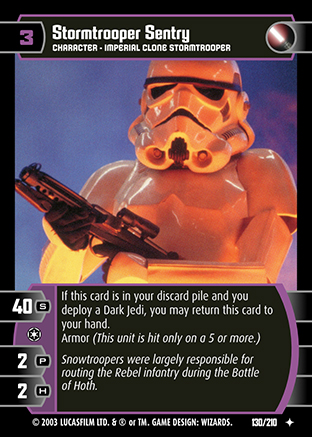 3
Stormtrooper Sentry
CHARACTER - IMPERIAL CLONE STORMTROOPER
40 S
If this card is in your discard pile and you
deploy a Dark Jedi, you may return this card to
your hand.
Armor (This unit is hit only on a 5 or more.)
2 P
Snowtroopers were largely responsible for
routing the Rebel infantry during the Battle
of Hoth.
2 H
© 2003 LUCASFILM LTD. & ® or TM. GAME DESIGN: WIZARDS.
130/210